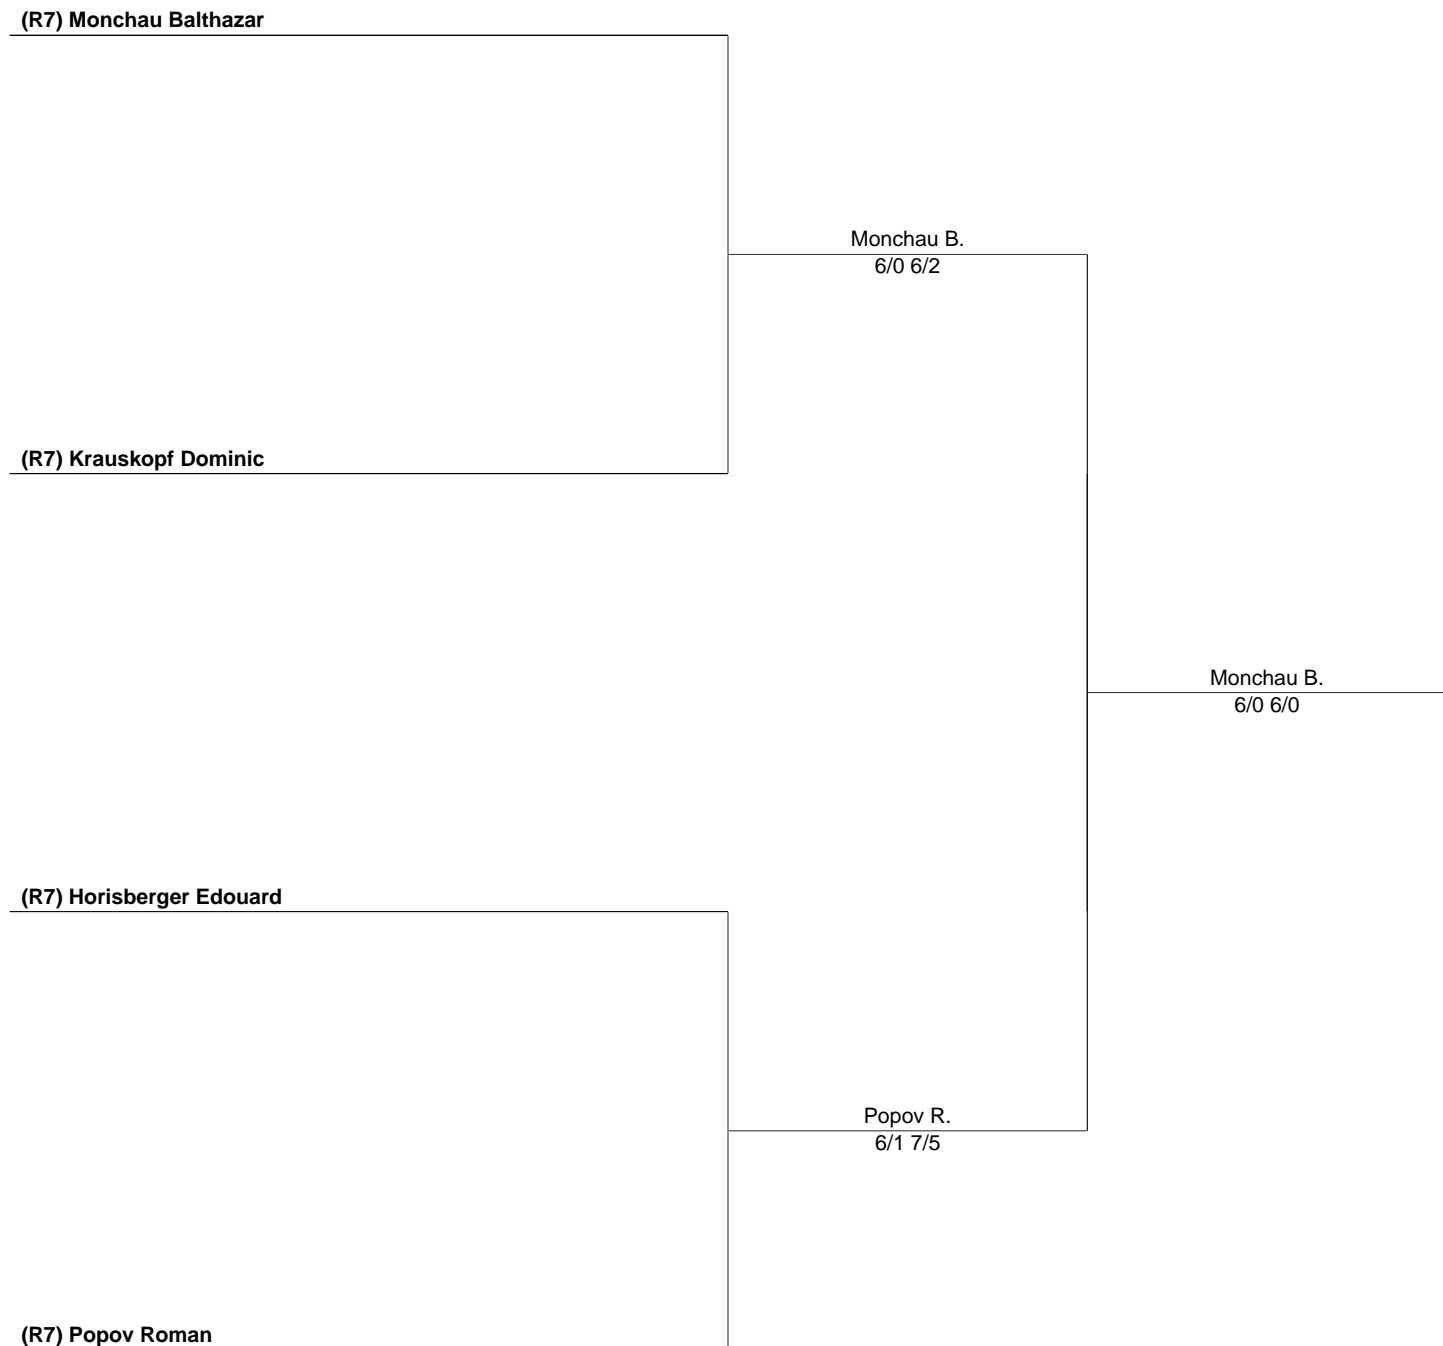 (R7) Monchau Balthazar
Monchau B.
6/0 6/2
(R7) Krauskopf Dominic
Monchau B.
6/0 6/0
(R7) Horisberger Edouard
Popov R.
6/1 7/5
(R7) Popov Roman